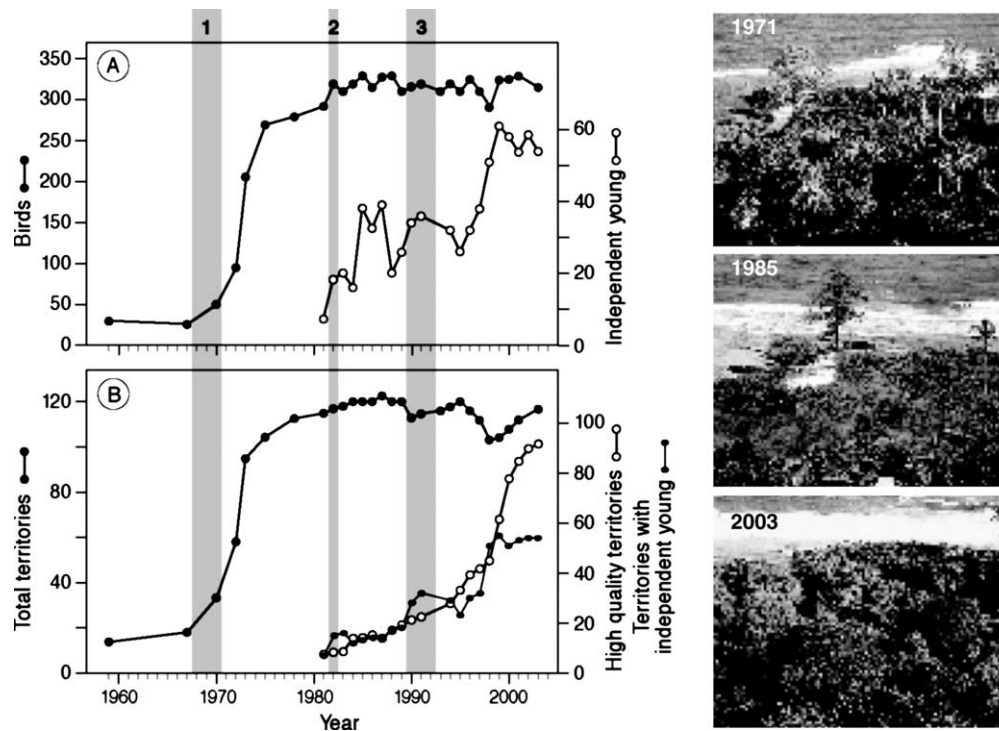 1 2 3
A
350
300
250
200
150
100
50
0
Birds
60
40
20
0
Independent young
B
120
80
40
0
Total territories
100
80
60
40
20
0
High quality territories
Territories with
independent young
1960 1970 1980 1990 2000
Year
1971
1985
2003